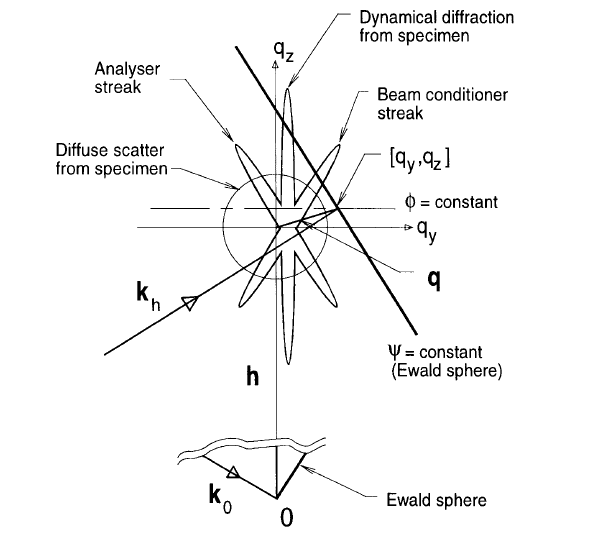 Dynamical diffraction
from specimen
q_z
Analyser
streak
Beam conditioner
streak
Diffuse scatter
from specimen
[q_y,q_z]
ϕ = constant
q_y
q
k_h
Ψ = constant
(Ewald sphere)
h
k_0
Ewald sphere
0